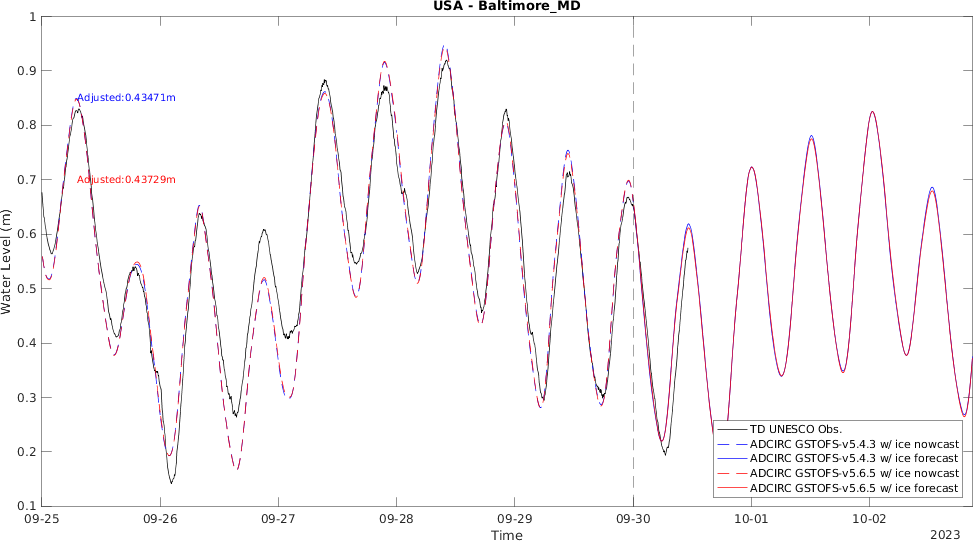 USA - Baltimore_MD
1
0.9
0.8
0.7
0.6
0.5
0.4
0.3
0.2
0.1
Water Level (m)
Adjusted:0.43471m
Adjusted:0.43729m
TD UNESCO Obs.
ADCIRC GSTOFS-v5.4.3 w/ ice nowcast
ADCIRC GSTOFS-v5.4.3 w/ ice forecast
ADCIRC GSTOFS-v5.6.5 w/ ice nowcast
ADCIRC GSTOFS-v5.6.5 w/ ice forecast
09-25 09-26 09-27 09-28 09-29 09-30 10-01 10-02
Time
2023